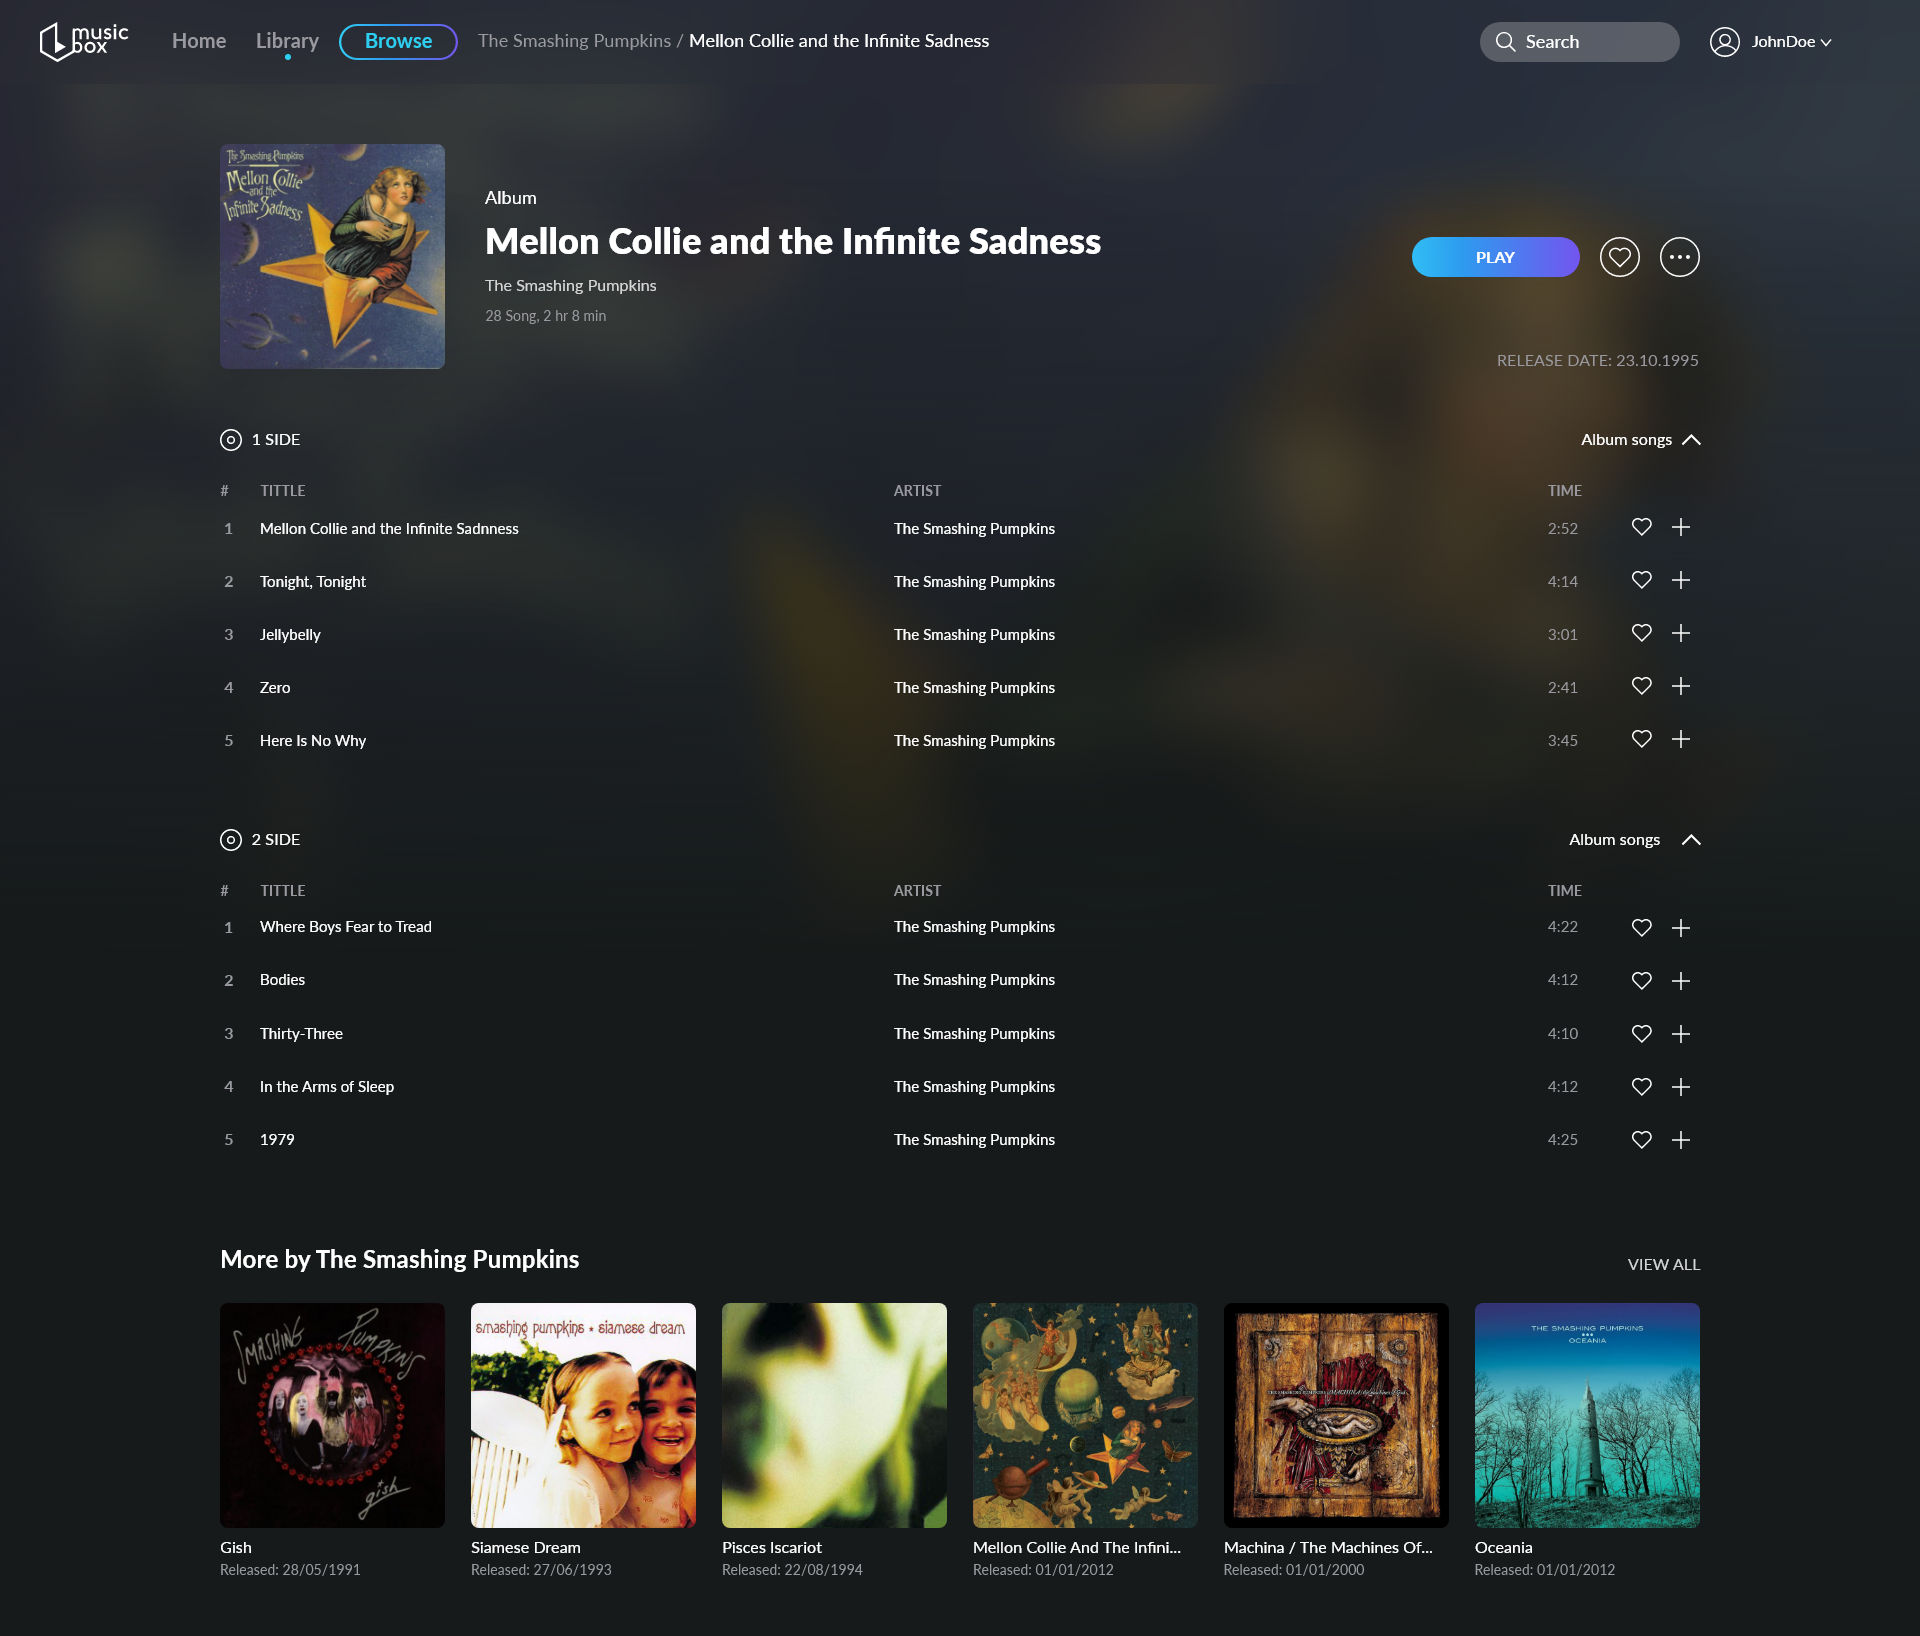 music
box
Home Library Browse The Smashing Pumpkins / Mellon Collie and the Infinite Sadness Search JohnDoe
The Smashing Pumpkins
Mellon Collie
and the
Infinite Sadness
Album
Mellon Collie and the Infinite Sadness
The Smashing Pumpkins
28 Song, 2 hr 8 min
PLAY
RELEASE DATE: 23.10.1995
1 SIDE Album songs
# TITTLE ARTIST TIME
1 Mellon Collie and the Infinite Sadnness The Smashing Pumpkins 2:52
2 Tonight, Tonight The Smashing Pumpkins 4:14
3 Jellybelly The Smashing Pumpkins 3:01
4 Zero The Smashing Pumpkins 2:41
5 Here Is No Why The Smashing Pumpkins 3:45
2 SIDE Album songs
# TITTLE ARTIST TIME
1 Where Boys Fear to Tread The Smashing Pumpkins 4:22
2 Bodies The Smashing Pumpkins 4:12
3 Thirty-Three The Smashing Pumpkins 4:10
4 In the Arms of Sleep The Smashing Pumpkins 4:12
5 1979 The Smashing Pumpkins 4:25
More by The Smashing Pumpkins VIEW ALL
SMASHING PUMPKINS
gish
smashing pumpkins * siamese dream
THE SMASHING PUMPKINS
OCEANIA
Gish Siamese Dream Pisces Iscariot Mellon Collie And The Infini... Machina / The Machines Of... Oceania
Released: 28/05/1991 Released: 27/06/1993 Released: 22/08/1994 Released: 01/01/2012 Released: 01/01/2000 Released: 01/01/2012